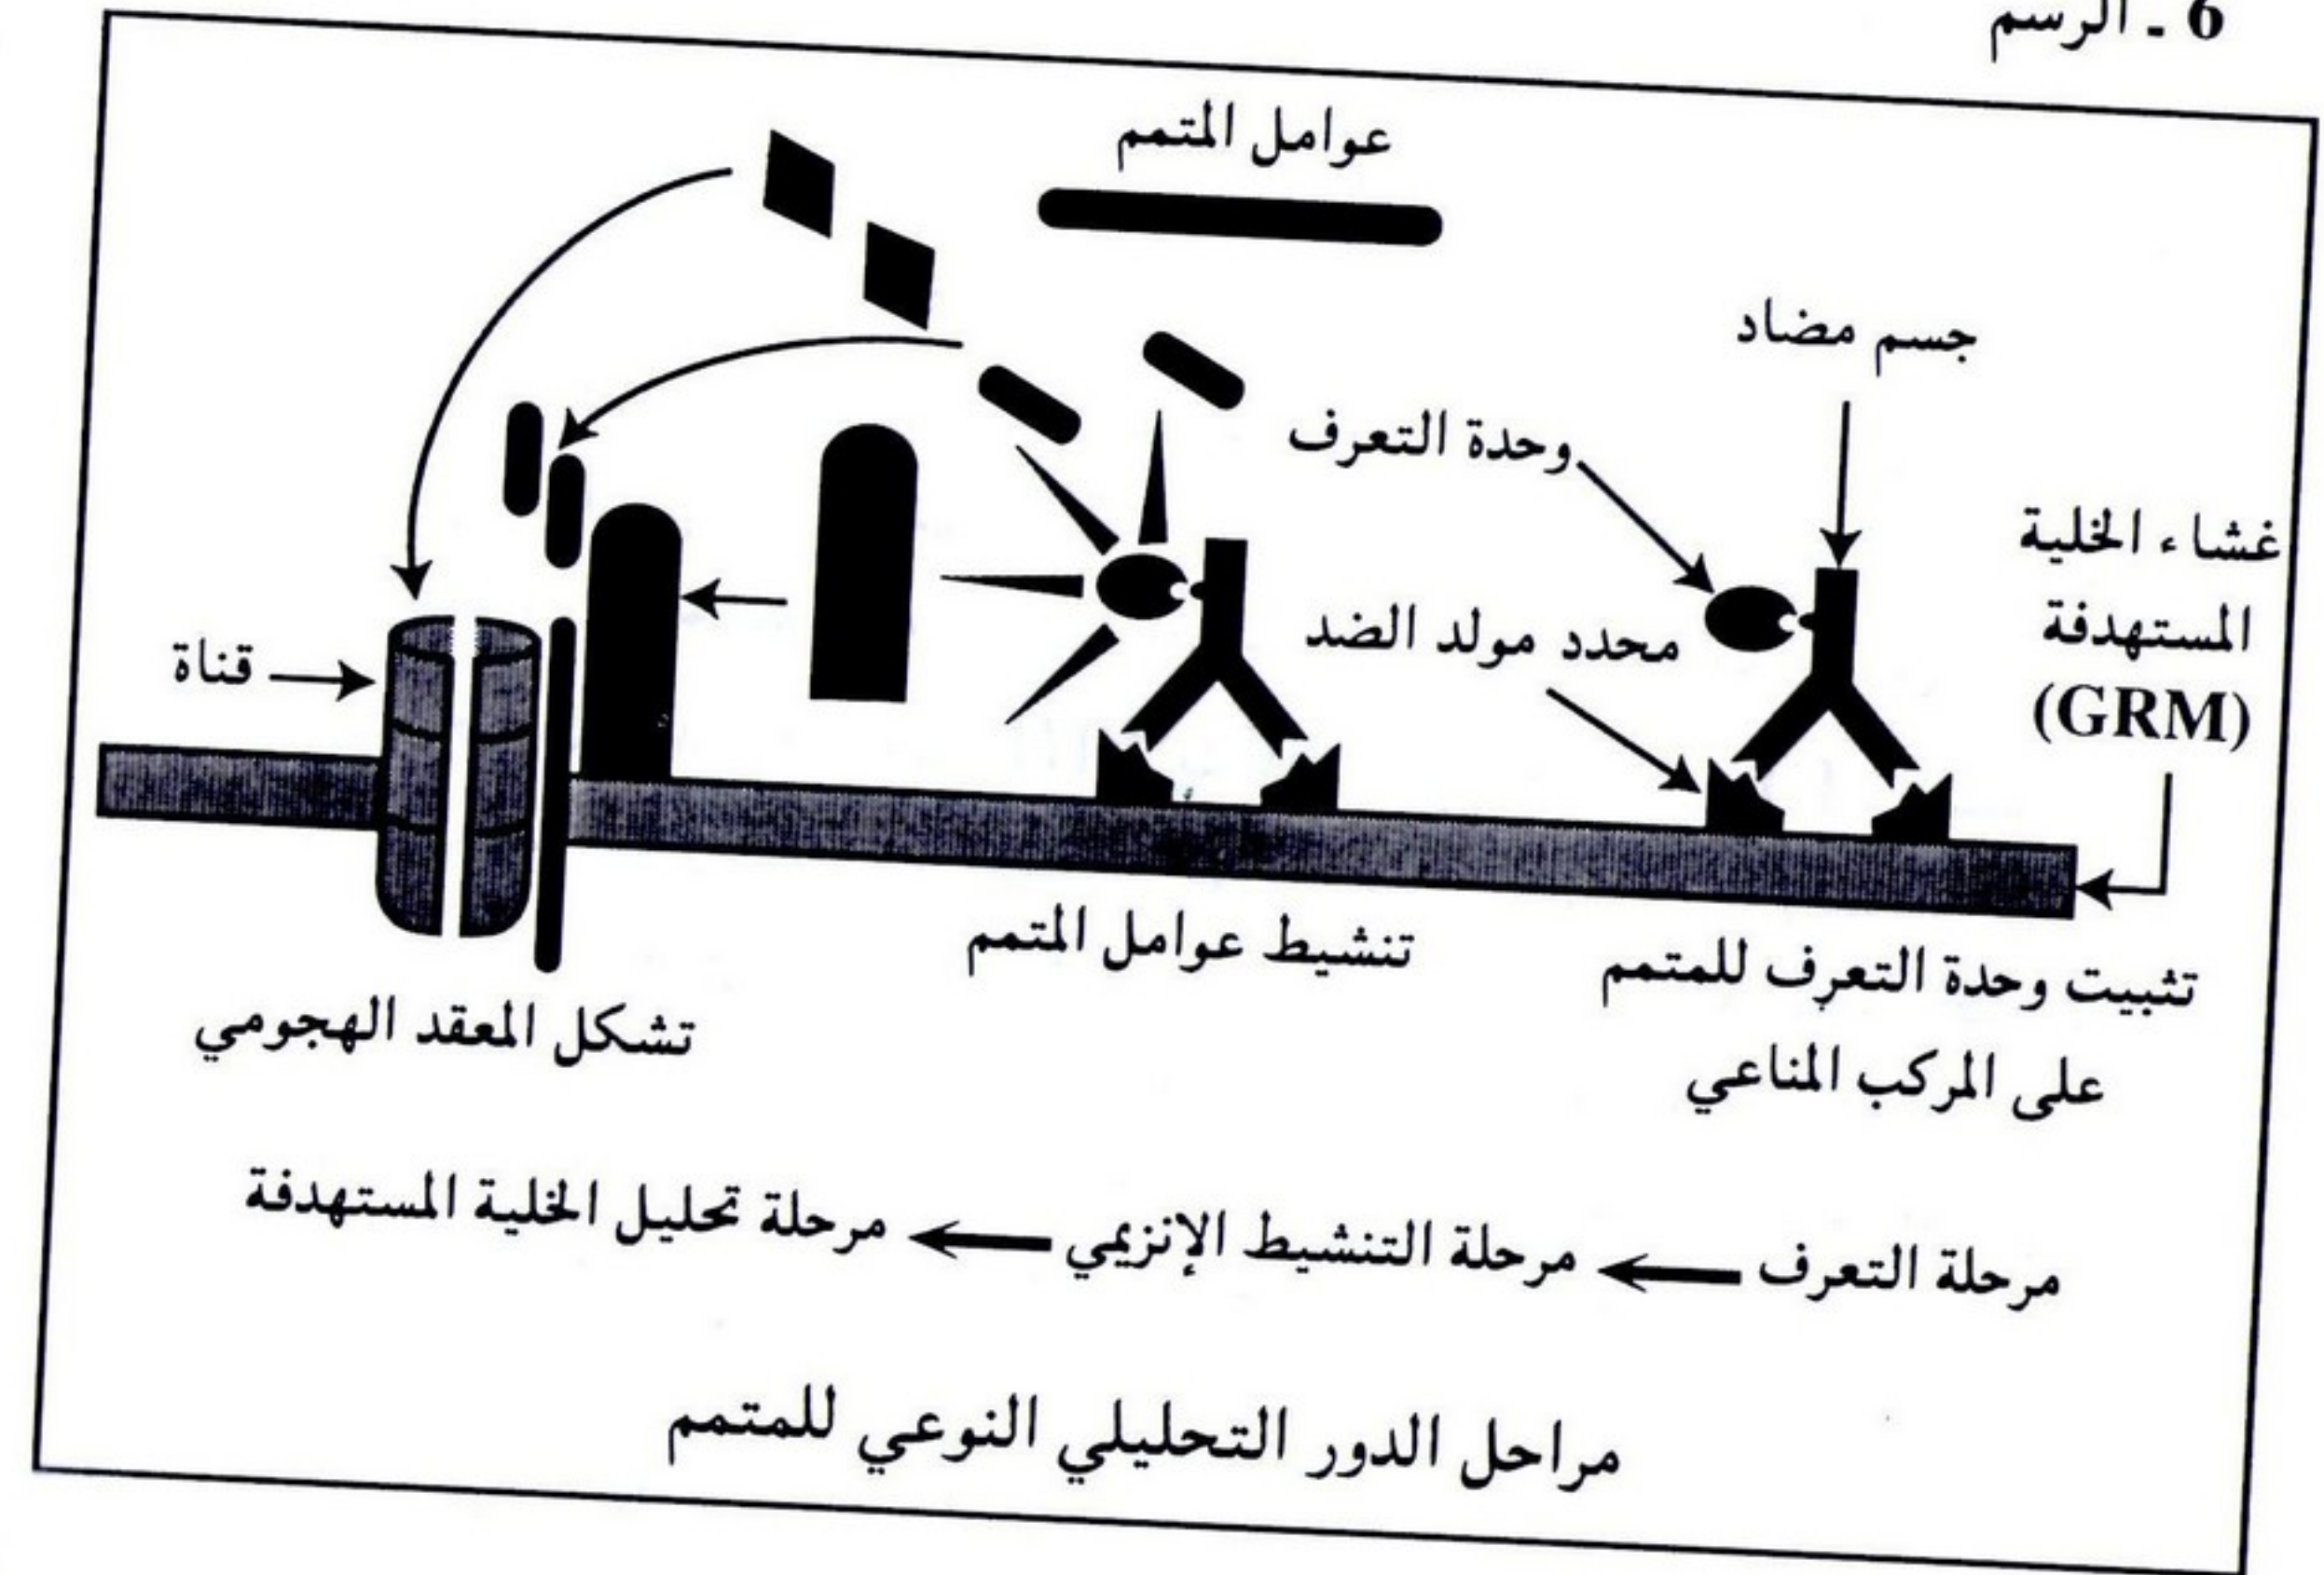 6 ـ الرسم
عوامل المتمم
جسم مضاد
وحدة التعرف
غشاء الخلية
المستهدفة
(GRM)
محدد مولد الضد
قناة
تنشيط عوامل المتمم
تثبيت وحدة التعرف للمتمم
على المركب المناعي
تشكل المعقد الهجومي
مرحلة التعرف ← مرحلة التنشيط الإنزيمي ← مرحلة تحليل الخلية المستهدفة
مراحل الدور التحليلي النوعي للمتمم